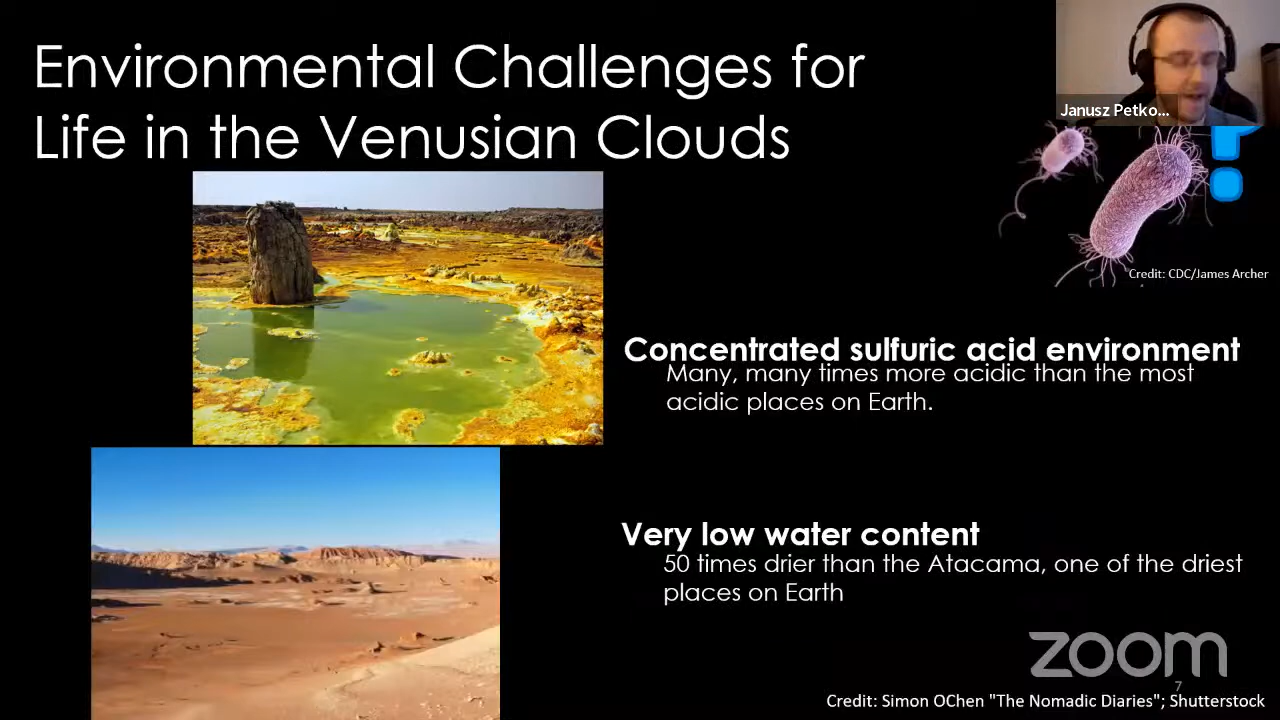 Environmental Challenges for
Life in the Venusian Clouds
Janusz Petko...
Credit: CDC/James Archer
Concentrated sulfuric acid environment
Many, many times more acidic than the most
acidic places on Earth.
Very low water content
50 times drier than the Atacama, one of the driest
places on Earth
zoom
7
Credit: Simon OChen "The Nomadic Diaries"; Shutterstock